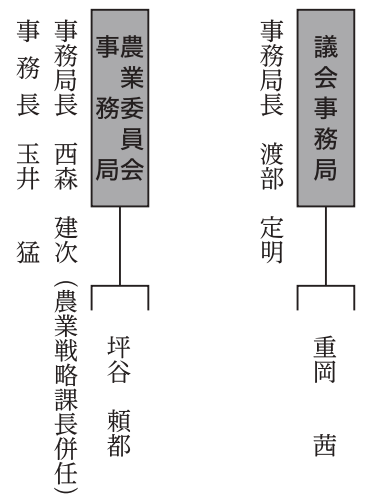 議会事務局
重岡 茜
事務局長 渡部 定明
農業委員会
事務局
坪谷 頼都
事務局長 西森 建次（農業戦略課長併任）
事務長 玉井 猛